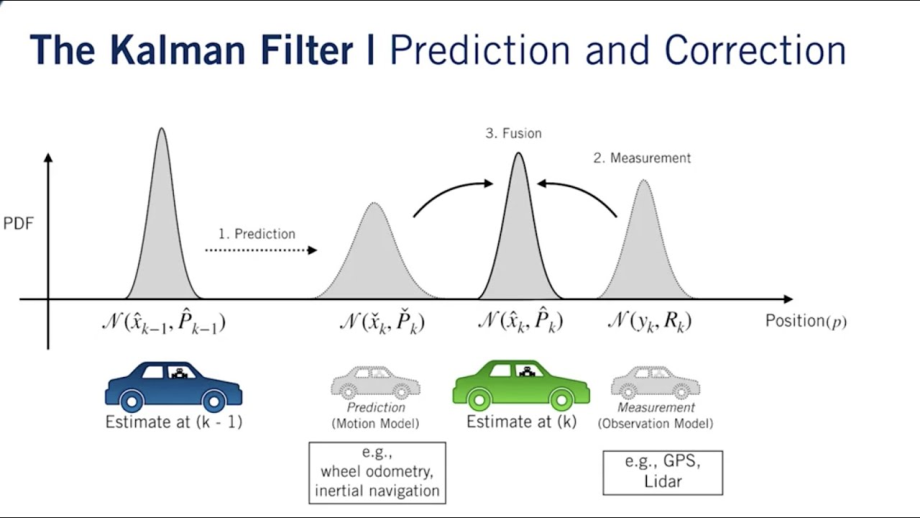 The Kalman Filter | Prediction and Correction
3. Fusion
2. Measurement
PDF
1. Prediction
𝒩(x̂ₖ₋₁, P̂ₖ₋₁)
𝒩(x̌ₖ, P̌ₖ)
𝒩(x̂ₖ, P̂ₖ)
𝒩(yₖ, Rₖ)
Position(p)
Estimate at (k - 1)
Prediction
(Motion Model)
Estimate at (k)
Measurement
(Observation Model)
e.g.,
wheel odometry,
inertial navigation
e.g., GPS,
Lidar